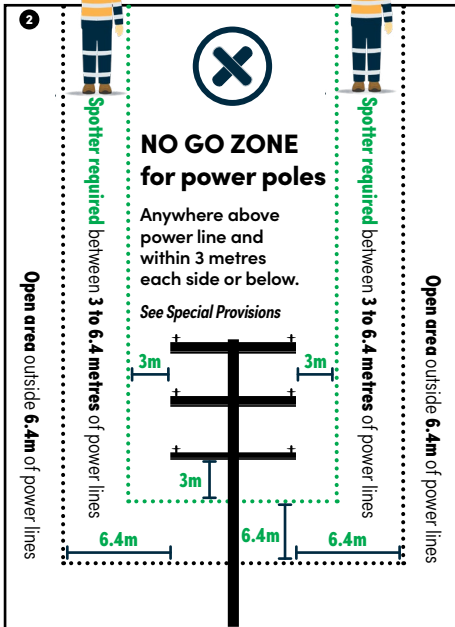 2
NO GO ZONE
for power poles
Anywhere above
power line and
within 3 metres
each side or below.
See Special Provisions
Open area outside 6.4m of power lines
Spotter required between 3 to 6.4 metres of power lines
Spotter required between 3 to 6.4 metres of power lines
Open area outside 6.4m of power lines
3m
3m
3m
6.4m
6.4m
6.4m